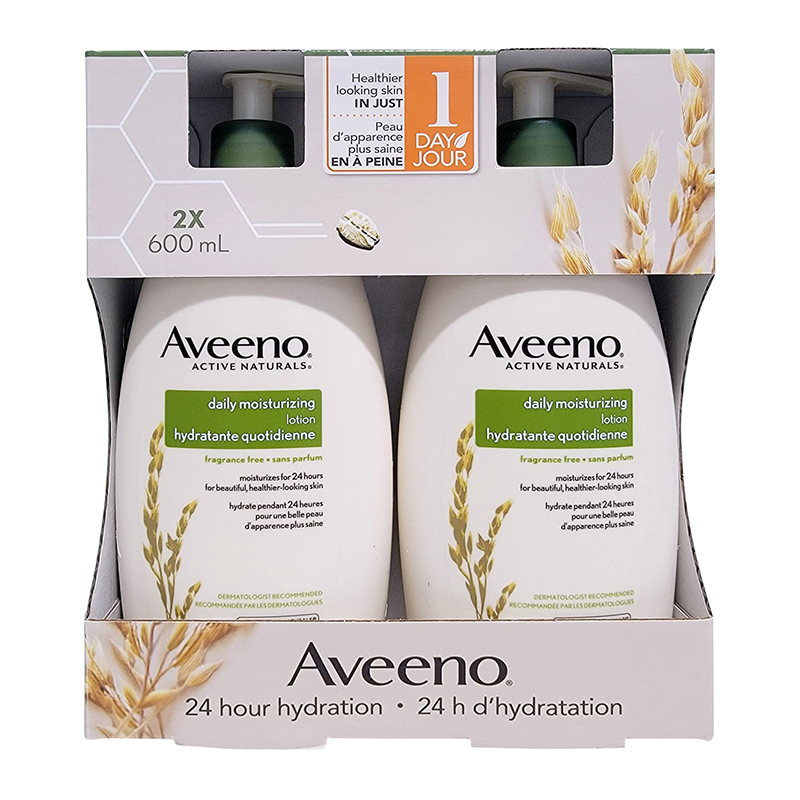 Healthier
looking skin
IN JUST
Peau
d'apparence
plus saine
EN À PEINE
1
DAY
JOUR
2X
600 mL
Aveeno®
ACTIVE NATURALS®
daily moisturizing
lotion
hydratante quotidienne
fragrance free • sans parfum
moisturizes for 24 hours
for beautiful, healthier-looking skin
hydrate pendant 24 heures
pour une belle peau
d'apparence plus saine
DERMATOLOGIST RECOMMENDED
RECOMMANDÉE PAR LES DERMATOLOGUES
Aveeno®
ACTIVE NATURALS®
daily moisturizing
lotion
hydratante quotidienne
fragrance free • sans parfum
moisturizes for 24 hours
for beautiful, healthier-looking skin
hydrate pendant 24 heures
pour une belle peau
d'apparence plus saine
DERMATOLOGIST RECOMMENDED
RECOMMANDÉE PAR LES DERMATOLOGUES
Aveeno®
24 hour hydration • 24 h d'hydratation